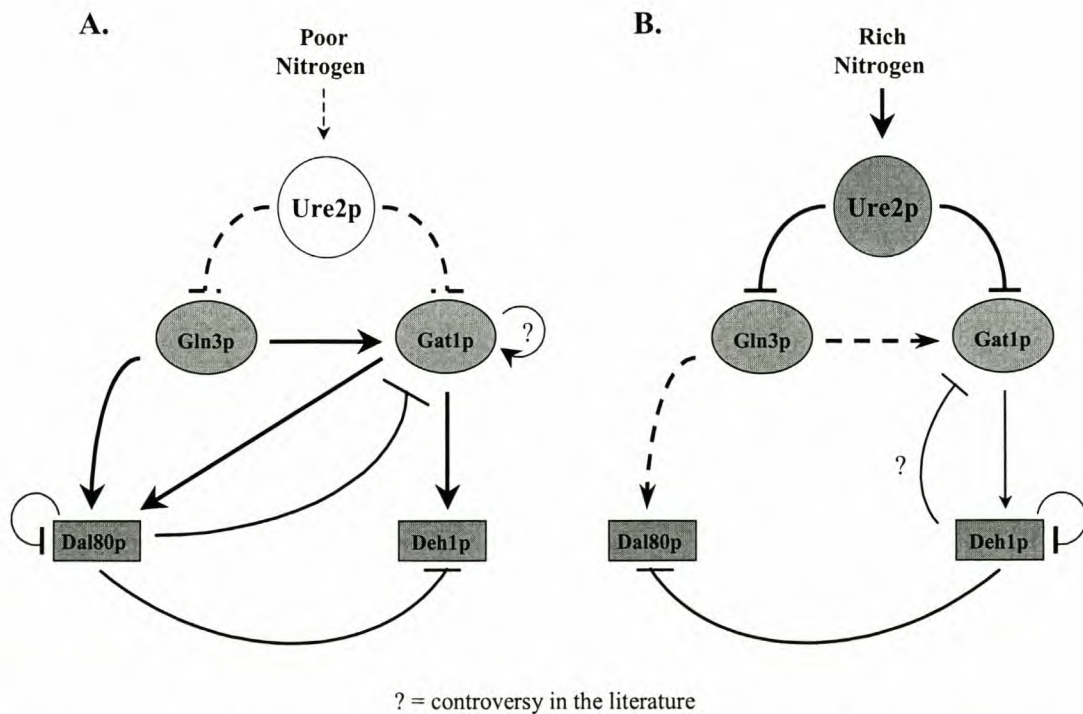 A.
Poor
Nitrogen
Ure2p
Gln3p
Gat1p
?
Dal80p
Deh1p
B.
Rich
Nitrogen
Ure2p
Gln3p
Gat1p
?
Dal80p
Deh1p
? = controversy in the literature